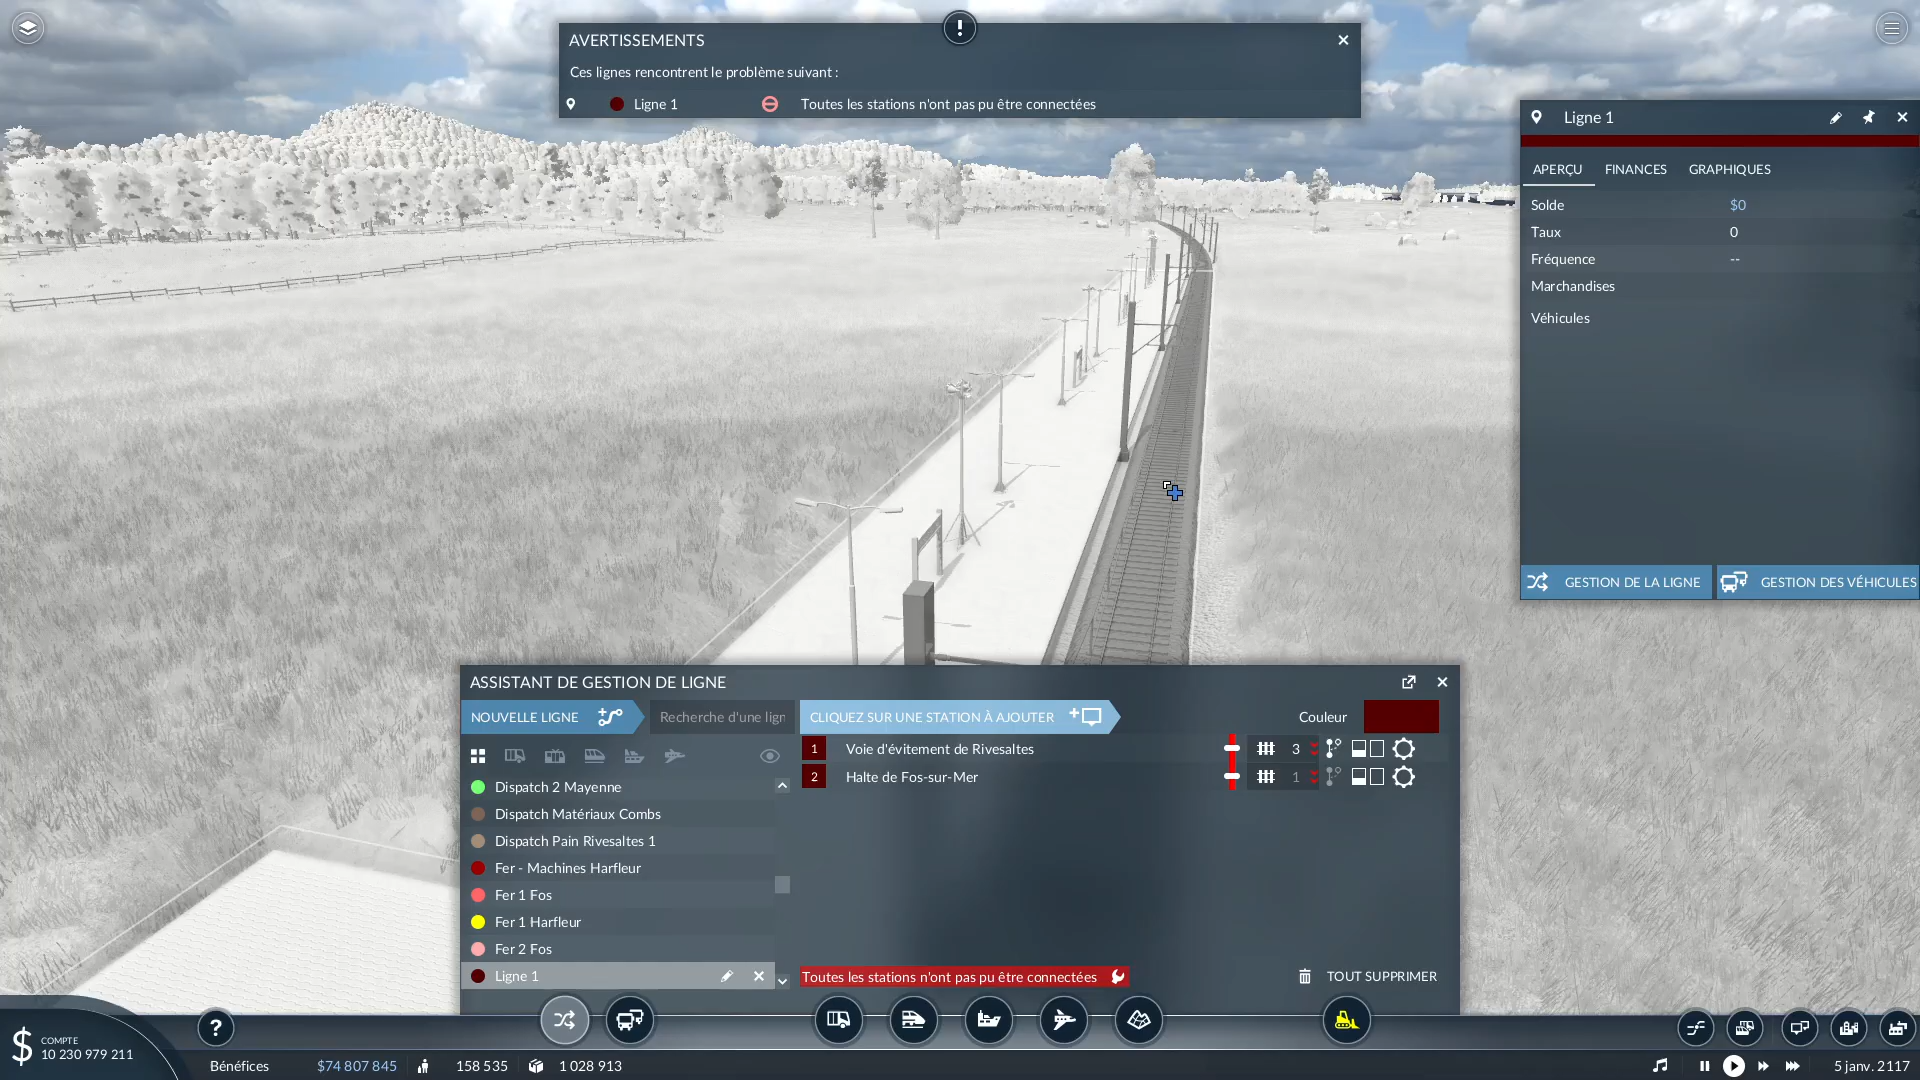 AVERTISSEMENTS
Ces lignes rencontrent le problème suivant :
Ligne 1 Toutes les stations n'ont pas pu être connectées
Ligne 1
APERÇU FINANCES GRAPHIQUES
Solde $0
Taux 0
Fréquence --
Marchandises
Véhicules
GESTION DE LA LIGNE GESTION DES VÉHICULES
ASSISTANT DE GESTION DE LIGNE
NOUVELLE LIGNE Recherche d'une lign CLIQUEZ SUR UNE STATION À AJOUTER Couleur
1 Voie d'évitement de Rivesaltes 3
2 Halte de Fos-sur-Mer 1
Dispatch 2 Mayenne
Dispatch Matériaux Combs
Dispatch Pain Rivesaltes 1
Fer - Machines Harfleur
Fer 1 Fos
Fer 1 Harfleur
Fer 2 Fos
Ligne 1
Toutes les stations n'ont pas pu être connectées TOUT SUPPRIMER
?
$ COMPTE
10 230 979 211
Bénéfices $74 807 845 158 535 1 028 913 5 janv. 2117